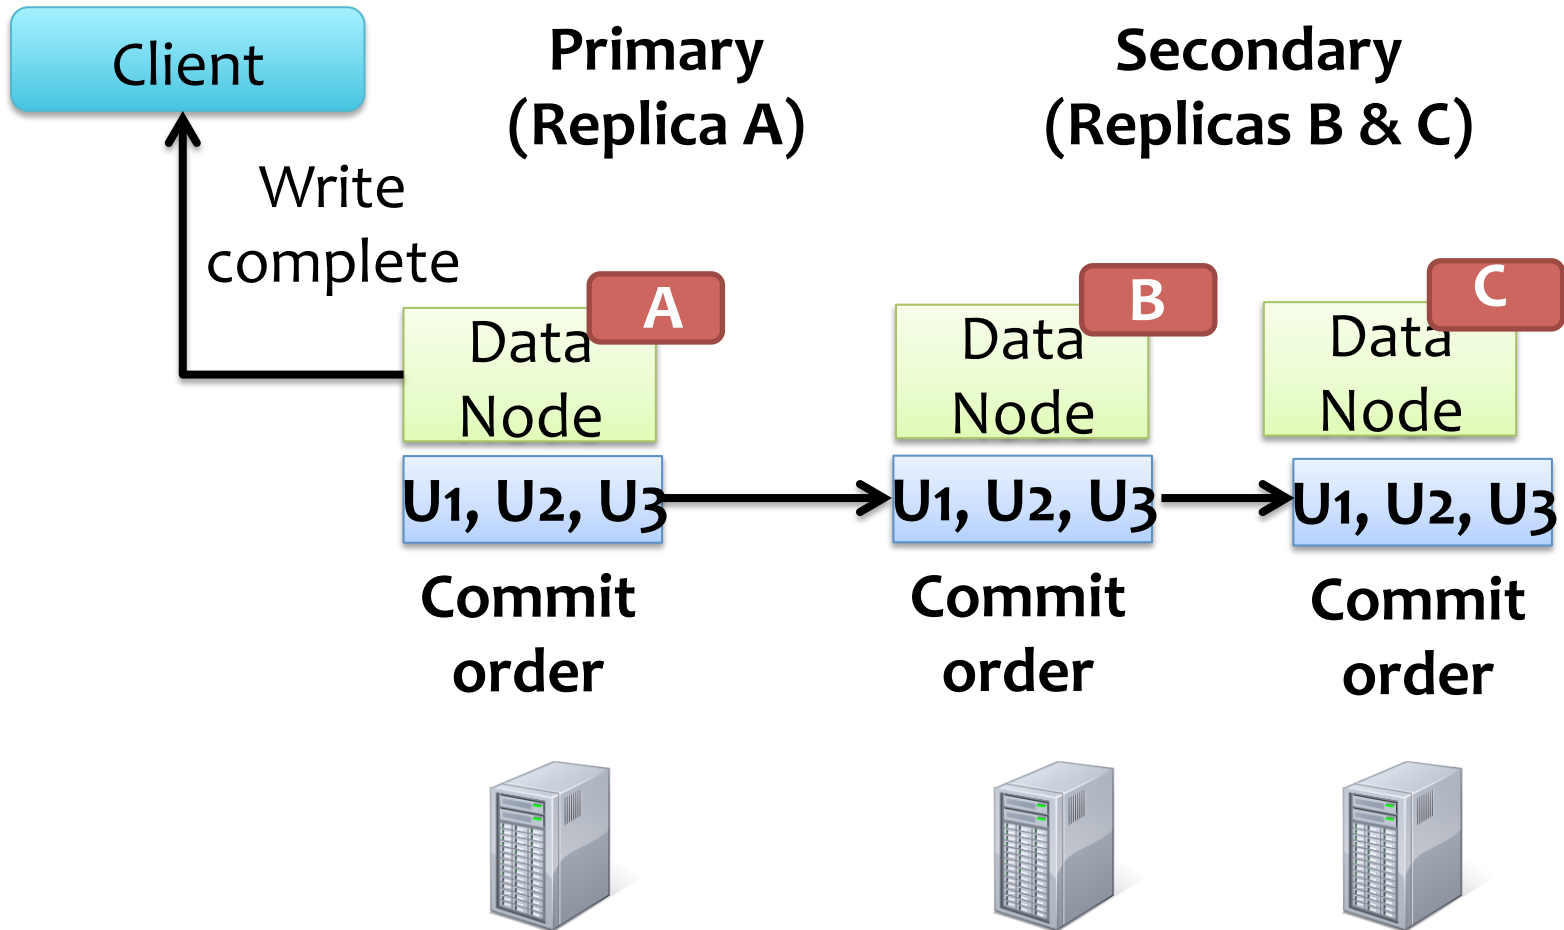 Client
Primary
(Replica A)
Secondary
(Replicas B & C)
Write
complete
A
Data
Node
U1, U2, U3
Commit
order
B
Data
Node
U1, U2, U3
Commit
order
C
Data
Node
U1, U2, U3
Commit
order